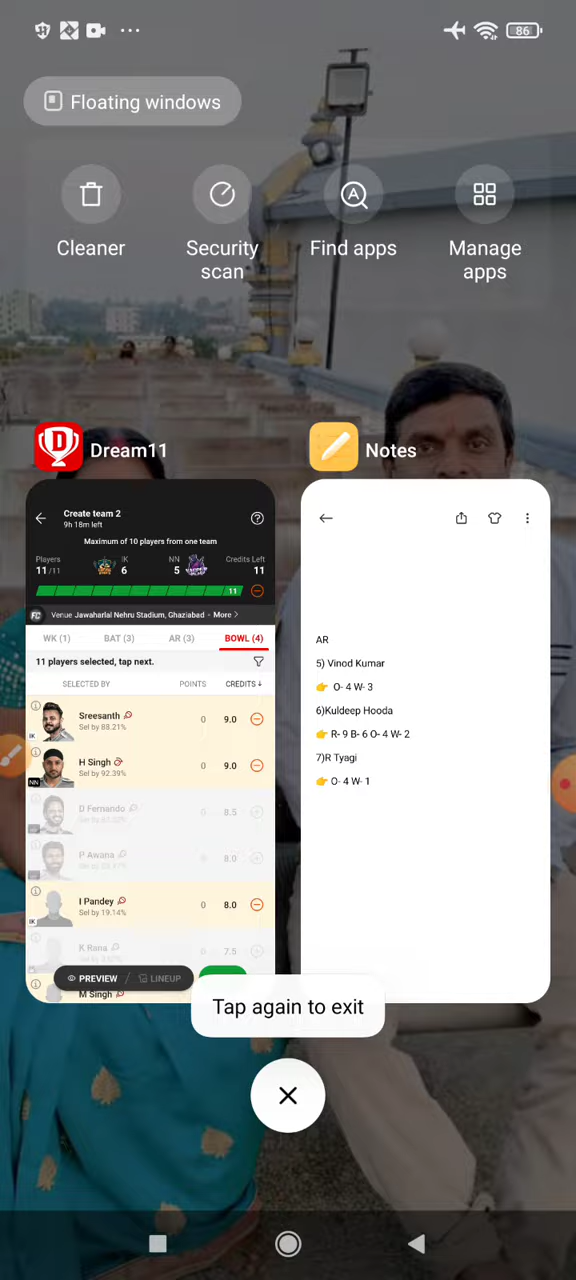 86
Floating windows
Cleaner
Security scan
Find apps
Manage apps
Dream11
Create team 2
9h 18m left
Maximum of 10 players from one team
Players
11/11
IK
6
NN
5
Credits Left
11
11
FC
Venue Jawaharlal Nehru Stadium, Ghaziabad - More >
WK (1) BAT (3) AR (3) BOWL (4)
11 players selected, tap next.
SELECTED BY POINTS CREDITS↓
Sreesanth
Sel by 88.21%
0 9.0
IK
H Singh
Sel by 92.39%
0 9.0
NN
D Fernando
8.5
P Awana
8.0
I Pandey
Sel by 19.14%
0 8.0
IK
K Rana
7.5
PREVIEW / LINEUP
M Singh
Notes
AR
5) Vinod Kumar
👉 O- 4 W- 3
6)Kuldeep Hooda
👉 R- 9 B- 6 O- 4 W- 2
7)R Tyagi
👉 O- 4 W- 1
Tap again to exit